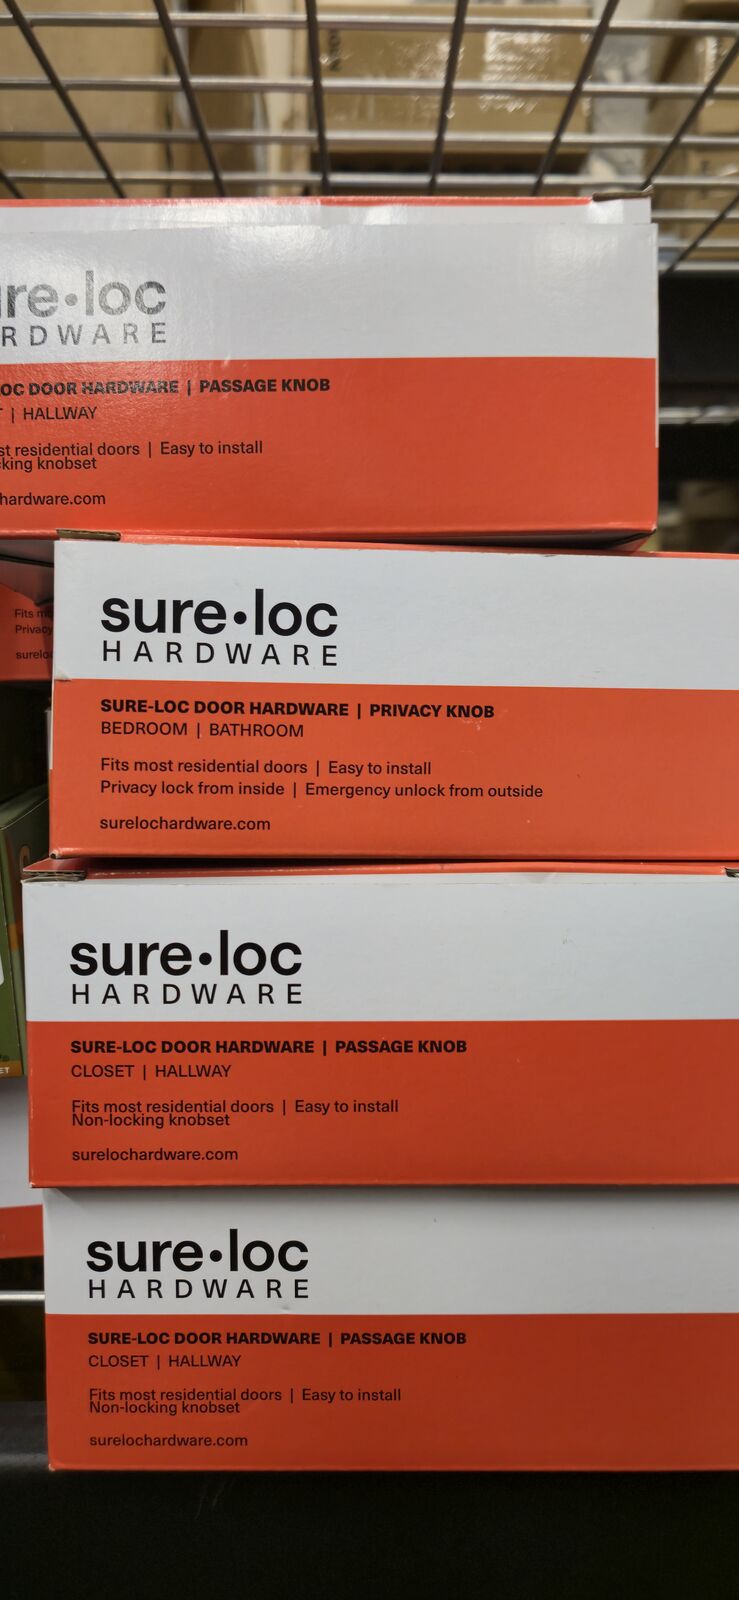 re•loc
RDWARE
OC DOOR HARDWARE | PASSAGE KNOB
| HALLWAY
st residential doors | Easy to install
king knobset
hardware.com
sure•loc
HARDWARE
SURE-LOC DOOR HARDWARE | PRIVACY KNOB
BEDROOM | BATHROOM
Fits most residential doors | Easy to install
Privacy lock from inside | Emergency unlock from outside
surelochardware.com
Fits m
Privacy
surelo
sure•loc
HARDWARE
SURE-LOC DOOR HARDWARE | PASSAGE KNOB
CLOSET | HALLWAY
Fits most residential doors | Easy to install
Non-locking knobset
surelochardware.com
ET
sure•loc
HARDWARE
SURE-LOC DOOR HARDWARE | PASSAGE KNOB
CLOSET | HALLWAY
Fits most residential doors | Easy to install
Non-locking knobset
surelochardware.com